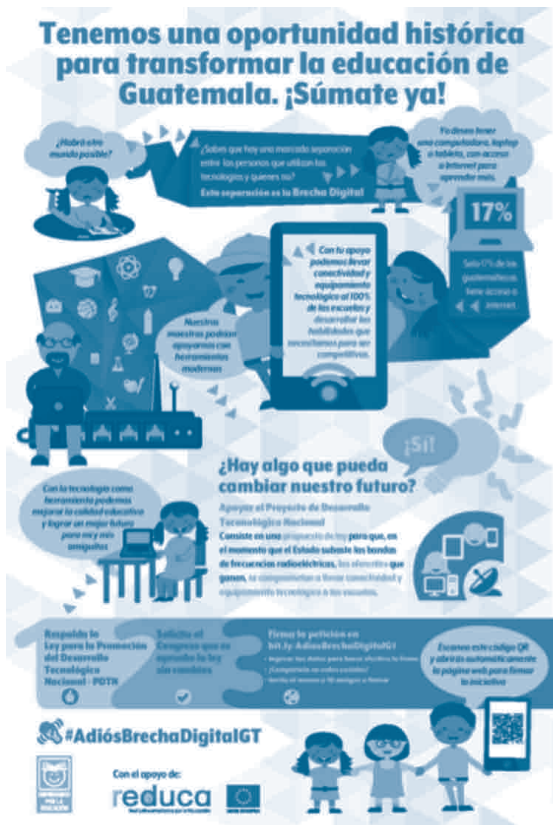 Tenemos una oportunidad histórica
para transformar la educación de
Guatemala. ¡Súmate ya!
¿Habrá otro
mundo posible?
¿Sabes que hay una marcada separación
entre las personas que utilizan las
tecnologías y quienes no?
Esta separación es la Brecha Digital
Yo deseo tener
una computadora, laptop
o tableta, con acceso
a Internet para
aprender más.
17%
Solo 17% de los
guatemaltecos
tiene acceso a
internet
Con tu apoyo
podemos llevar
conectividad y
equipamiento
tecnológico al 100%
de las escuelas y
desarrollar las
habilidades que
necesitamos para ser
competitivos.
Nuestros
maestros podrían
apoyarnos con
herramientas
modernas
¡Sí!
¿Hay algo que pueda
cambiar nuestro futuro?
Apoyar el Proyecto de Desarrollo
Tecnológico Nacional
Consiste en una propuesta de ley para que, en
el momento que el Estado subaste las bandas
de frecuencias radioeléctricas, los oferentes que
ganen, se comprometan a llevar conectividad y
equipamiento tecnológico a las escuelas.
Con la tecnología como
herramienta podemos
mejorar la calidad educativa
y lograr un mejor futuro
para mí y mis
amiguitos
Respalda la
Ley para la Promoción
del Desarrollo
Tecnológico
Nacional - PDTN
Solicita al
Congreso que se
apruebe la ley
sin cambios
Firma la petición en
bit.ly/AdiosBrechaDigitalGT
Escanea este código QR
y abrirás automáticamente
la página web para firmar
la iniciativa
#AdiósBrechaDigitalGT
EMPRESARIOS
POR LA
EDUCACIÓN
Con el apoyo de:
reduca